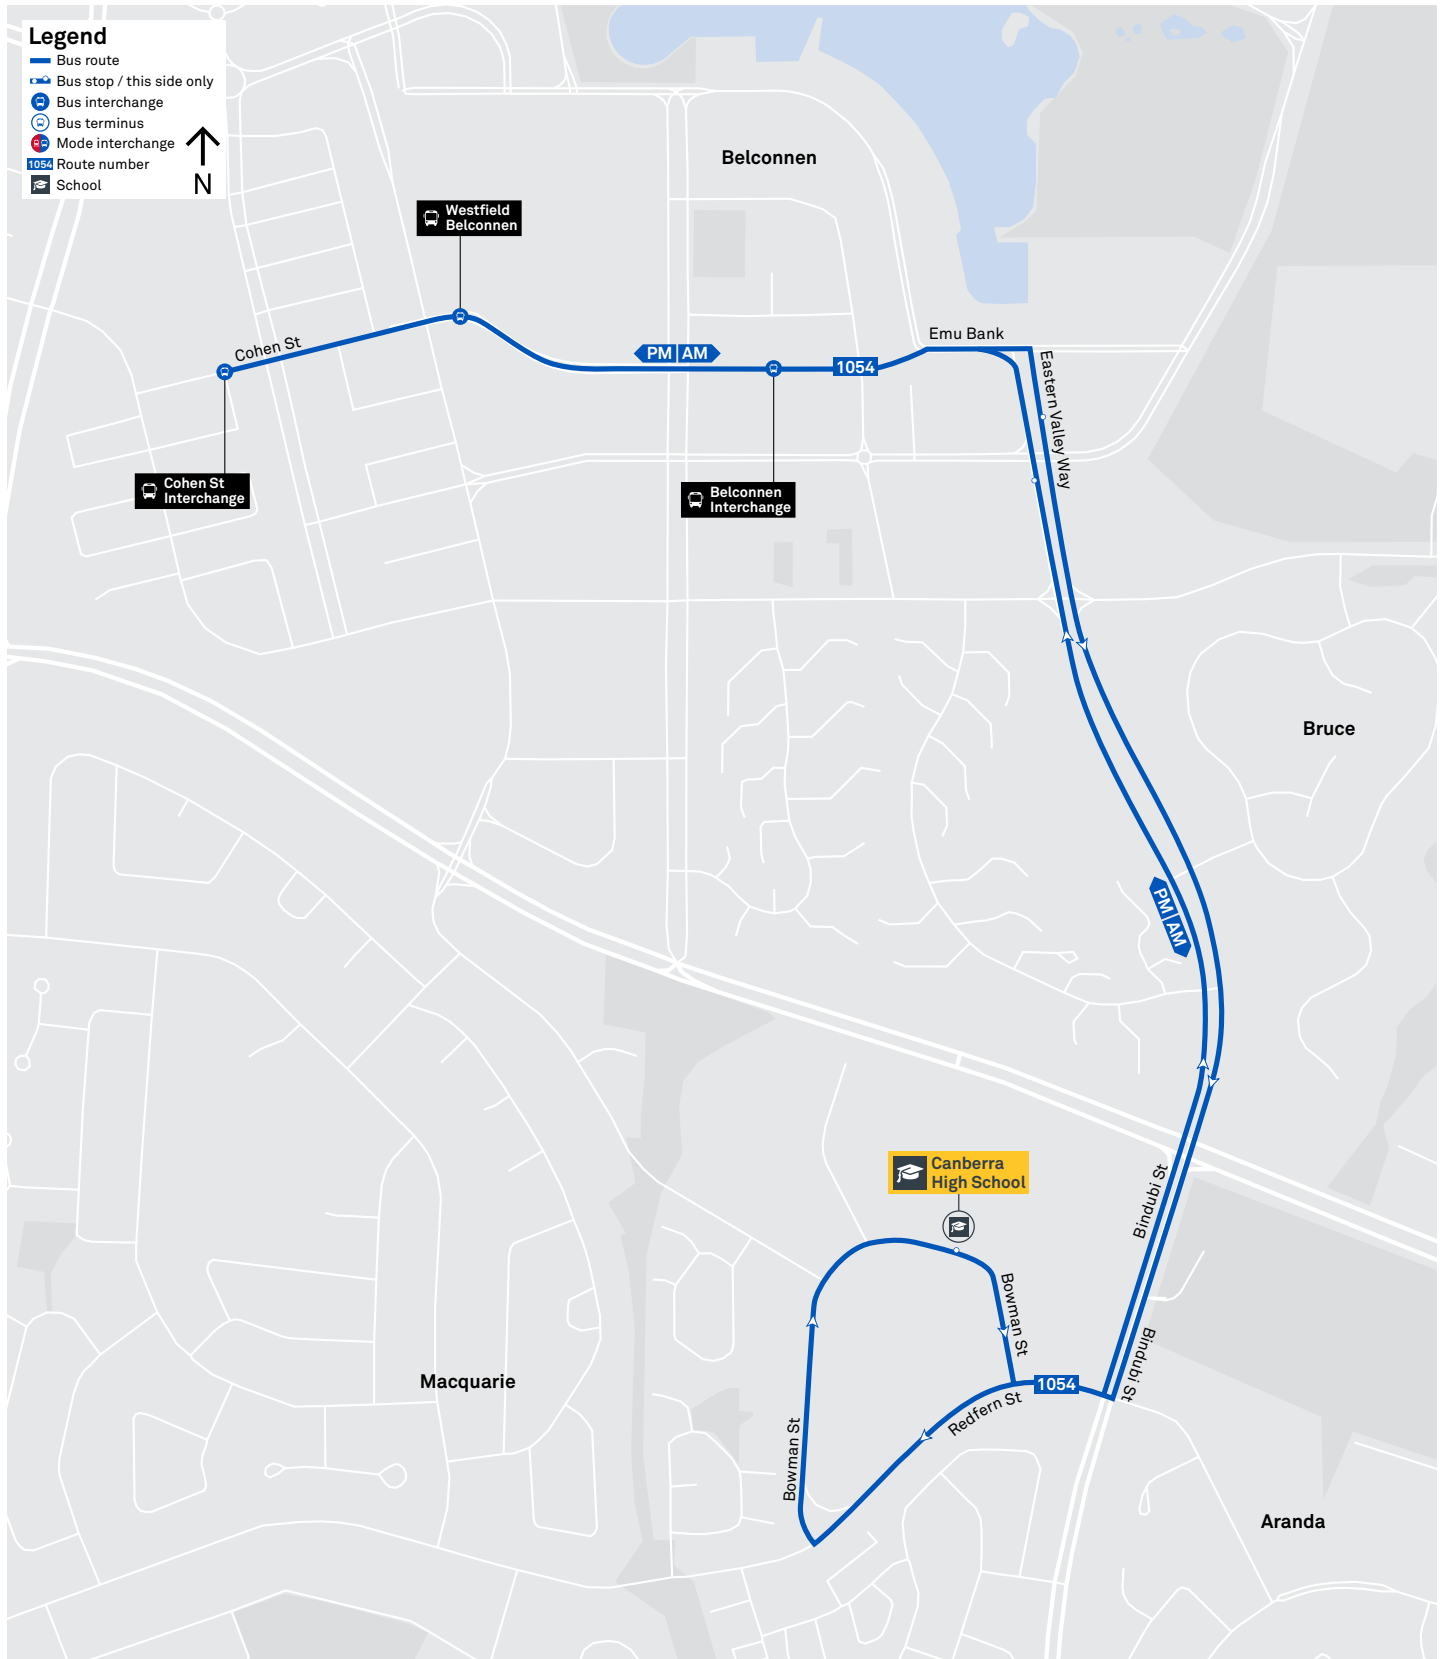 Legend
Bus route
Bus stop / this side only
Bus interchange
Bus terminus
Mode interchange
1054 Route number
School
N
Belconnen
Westfield
Belconnen
Emu Bank
Cohen St
PM AM
1054
Eastern Valley Way
Cohen St
Interchange
Belconnen
Interchange
Bruce
PM AM
Canberra
High School
Bindubi St
Bowman St
Bindubi St
Macquarie
1054
Redfern St
Bowman St
Aranda